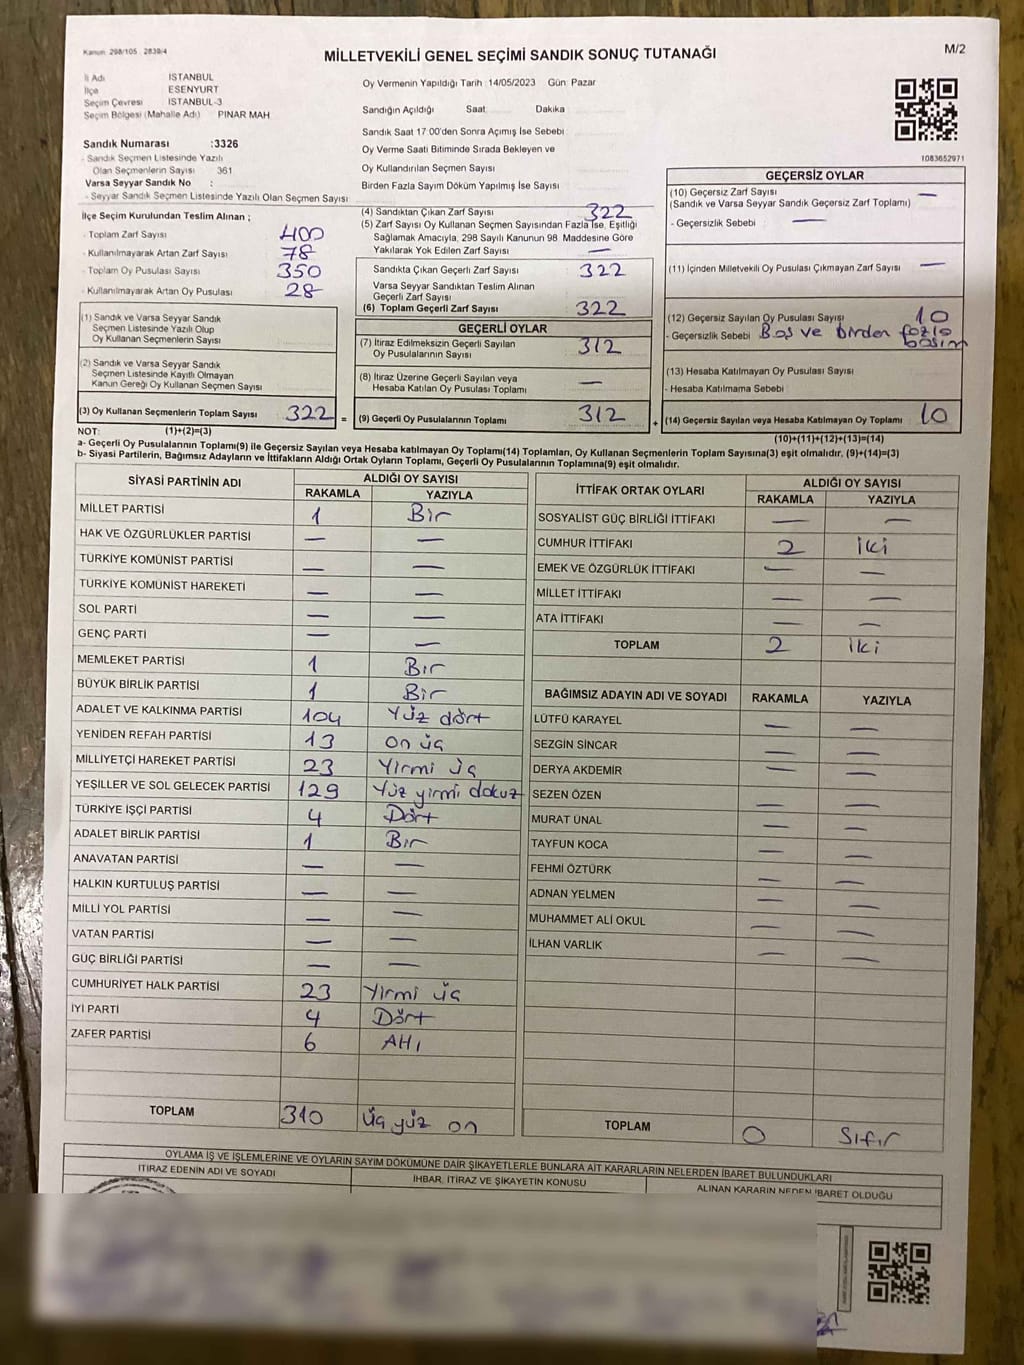 Kanun: 298/105 2839/4
MİLLETVEKİLİ GENEL SEÇİMİ SANDIK SONUÇ TUTANAĞI
M/2
İl Adı İSTANBUL
İlçe ESENYURT
Seçim Çevresi İSTANBUL-3
Seçim Bölgesi (Mahalle Adı) PINAR MAH
Sandık Numarası :3326
- Sandık Seçmen Listesinde Yazılı
Olan Seçmenlerin Sayısı 361
Varsa Seyyar Sandık No :
- Seyyar Sandık Seçmen Listesinde Yazılı Olan Seçmen Sayısı
Oy Vermenin Yapıldığı Tarih :14/05/2023 Gün: Pazar
Sandığın Açıldığı Saat: Dakika
Sandık Saat 17:00'den Sonra Açımış İse Sebebi
Oy Verme Saati Bitiminde Sırada Bekleyen ve
Oy Kullandırılan Seçmen Sayısı
Birden Fazla Sayım Döküm Yapılmış İse Sayısı
1083652971
İlçe Seçim Kurulundan Teslim Alınan ;
- Toplam Zarf Sayısı 400
- Kullanılmayarak Artan Zarf Sayısı 78
- Toplam Oy Pusulası Sayısı 350
- Kullanılmayarak Artan Oy Pusulası 28
(1) Sandık ve Varsa Seyyar Sandık
Seçmen Listesinde Yazılı Olup
Oy Kullanan Seçmenlerin Sayısı
(2) Sandık ve Varsa Seyyar Sandık
Seçmen Listesinde Kayıtlı Olmayan
Kanun Gereği Oy Kullanan Seçmen Sayısı
(3) Oy Kullanan Seçmenlerin Toplam Sayısı 322 =
(4) Sandıktan Çıkan Zarf Sayısı 322
(5) Zarf Sayısı Oy Kullanan Seçmen Sayısından Fazla İse, Eşitliği
Sağlamak Amacıyla, 298 Sayılı Kanunun 98. Maddesine Göre
Yakılarak Yok Edilen Zarf Sayısı —
Sandıkta Çıkan Geçerli Zarf Sayısı 322
Varsa Seyyar Sandıktan Teslim Alınan
Geçerli Zarf Sayısı
(6) Toplam Geçerli Zarf Sayısı 322
GEÇERLİ OYLAR
(7) İtiraz Edilmeksizin Geçerli Sayılan
Oy Pusulalarının Sayısı 312
(8) İtiraz Üzerine Geçerli Sayılan veya
Hesaba Katılan Oy Pusulası Toplamı —
(9) Geçerli Oy Pusulalarının Toplamı 312 +
GEÇERSİZ OYLAR
(10) Geçersiz Zarf Sayısı —
(Sandık ve Varsa Seyyar Sandık Geçersiz Zarf Toplamı)
- Geçersizlik Sebebi —
(11) İçinden Milletvekili Oy Pusulası Çıkmayan Zarf Sayısı —
(12) Geçersiz Sayılan Oy Pusulası Sayısı 10
- Geçersizlik Sebebi Boş ve birden fazla
basım
(13) Hesaba Katılmayan Oy Pusulası Sayısı
- Hesaba Katılmama Sebebi
(14) Geçersiz Sayılan veya Hesaba Katılmayan Oy Toplamı 10
NOT: (1)+(2)=(3)
(10)+(11)+(12)+(13)=(14)
a- Geçerli Oy Pusulalarının Toplamı(9) ile Geçersiz Sayılan veya Hesaba katılmayan Oy Toplamı(14) Toplamları, Oy Kullanan Seçmenlerin Toplam Sayısına(3) eşit olmalıdır, (9)+(14)=(3)
b- Siyasi Partilerin, Bağımsız Adayların ve İttifakların Aldığı Ortak Oyların Toplamı, Geçerli Oy Pusulalarının Toplamına(9) eşit olmalıdır.
SİYASİ PARTİNİN ADI ALDIĞI OY SAYISI
RAKAMLA YAZIYLA
MİLLET PARTİSİ 1 Bir
HAK VE ÖZGÜRLÜKLER PARTİSİ — —
TÜRKİYE KOMÜNİST PARTİSİ — —
TÜRKİYE KOMÜNİST HAREKETİ — —
SOL PARTİ — —
GENÇ PARTİ — —
MEMLEKET PARTİSİ 1 Bir
BÜYÜK BİRLİK PARTİSİ 1 Bir
ADALET VE KALKINMA PARTİSİ 104 Yüz dört
YENİDEN REFAH PARTİSİ 13 on üç
MİLLİYETÇİ HAREKET PARTİSİ 23 Yirmi üç
YEŞİLLER VE SOL GELECEK PARTİSİ 129 Yüz yirmi dokuz
TÜRKİYE İŞÇİ PARTİSİ 4 Dört
ADALET BİRLİK PARTİSİ 1 Bir
ANAVATAN PARTİSİ — —
HALKIN KURTULUŞ PARTİSİ — —
MİLLİ YOL PARTİSİ — —
VATAN PARTİSİ — —
GÜÇ BİRLİĞİ PARTİSİ — —
CUMHURİYET HALK PARTİSİ 23 Yirmi üç
İYİ PARTİ 4 Dört
ZAFER PARTİSİ 6 Altı
TOPLAM 310 üç yüz on
İTTİFAK ORTAK OYLARI ALDIĞI OY SAYISI
RAKAMLA YAZIYLA
SOSYALİST GÜÇ BİRLİĞİ İTTİFAKI — —
CUMHUR İTTİFAKI 2 iki
EMEK VE ÖZGÜRLÜK İTTİFAKI — —
MİLLET İTTİFAKI — —
ATA İTTİFAKI — —
TOPLAM 2 iki
BAĞIMSIZ ADAYIN ADI VE SOYADI RAKAMLA YAZIYLA
LÜTFÜ KARAYEL — —
SEZGİN SİNCAR — —
DERYA AKDEMİR — —
SEZEN ÖZEN — —
MURAT ÜNAL — —
TAYFUN KOCA — —
FEHMİ ÖZTÜRK — —
ADNAN YELMEN — —
MUHAMMET ALİ OKUL — —
İLHAN VARLIK — —
TOPLAM 0 Sıfır
OYLAMA İŞ VE İŞLEMLERİNE VE OYLARIN SAYIM DÖKÜMÜNE DAİR ŞİKAYETLERLE BUNLARA AİT KARARLARIN NELERDEN İBARET BULUNDUKLARI
İTİRAZ EDENİN ADI VE SOYADI İHBAR, İTİRAZ VE ŞİKAYETİN KONUSU ALINAN KARARIN NEDEN İBARET OLDUĞU